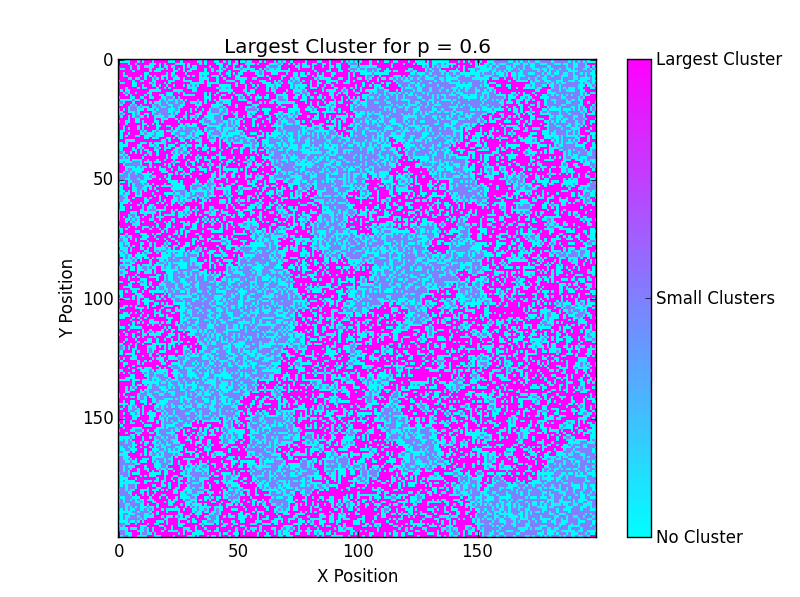 Largest Cluster for p = 0.6
0
50
100
150
Y Position
0
50
100
150
X Position
Largest Cluster
Small Clusters
No Cluster